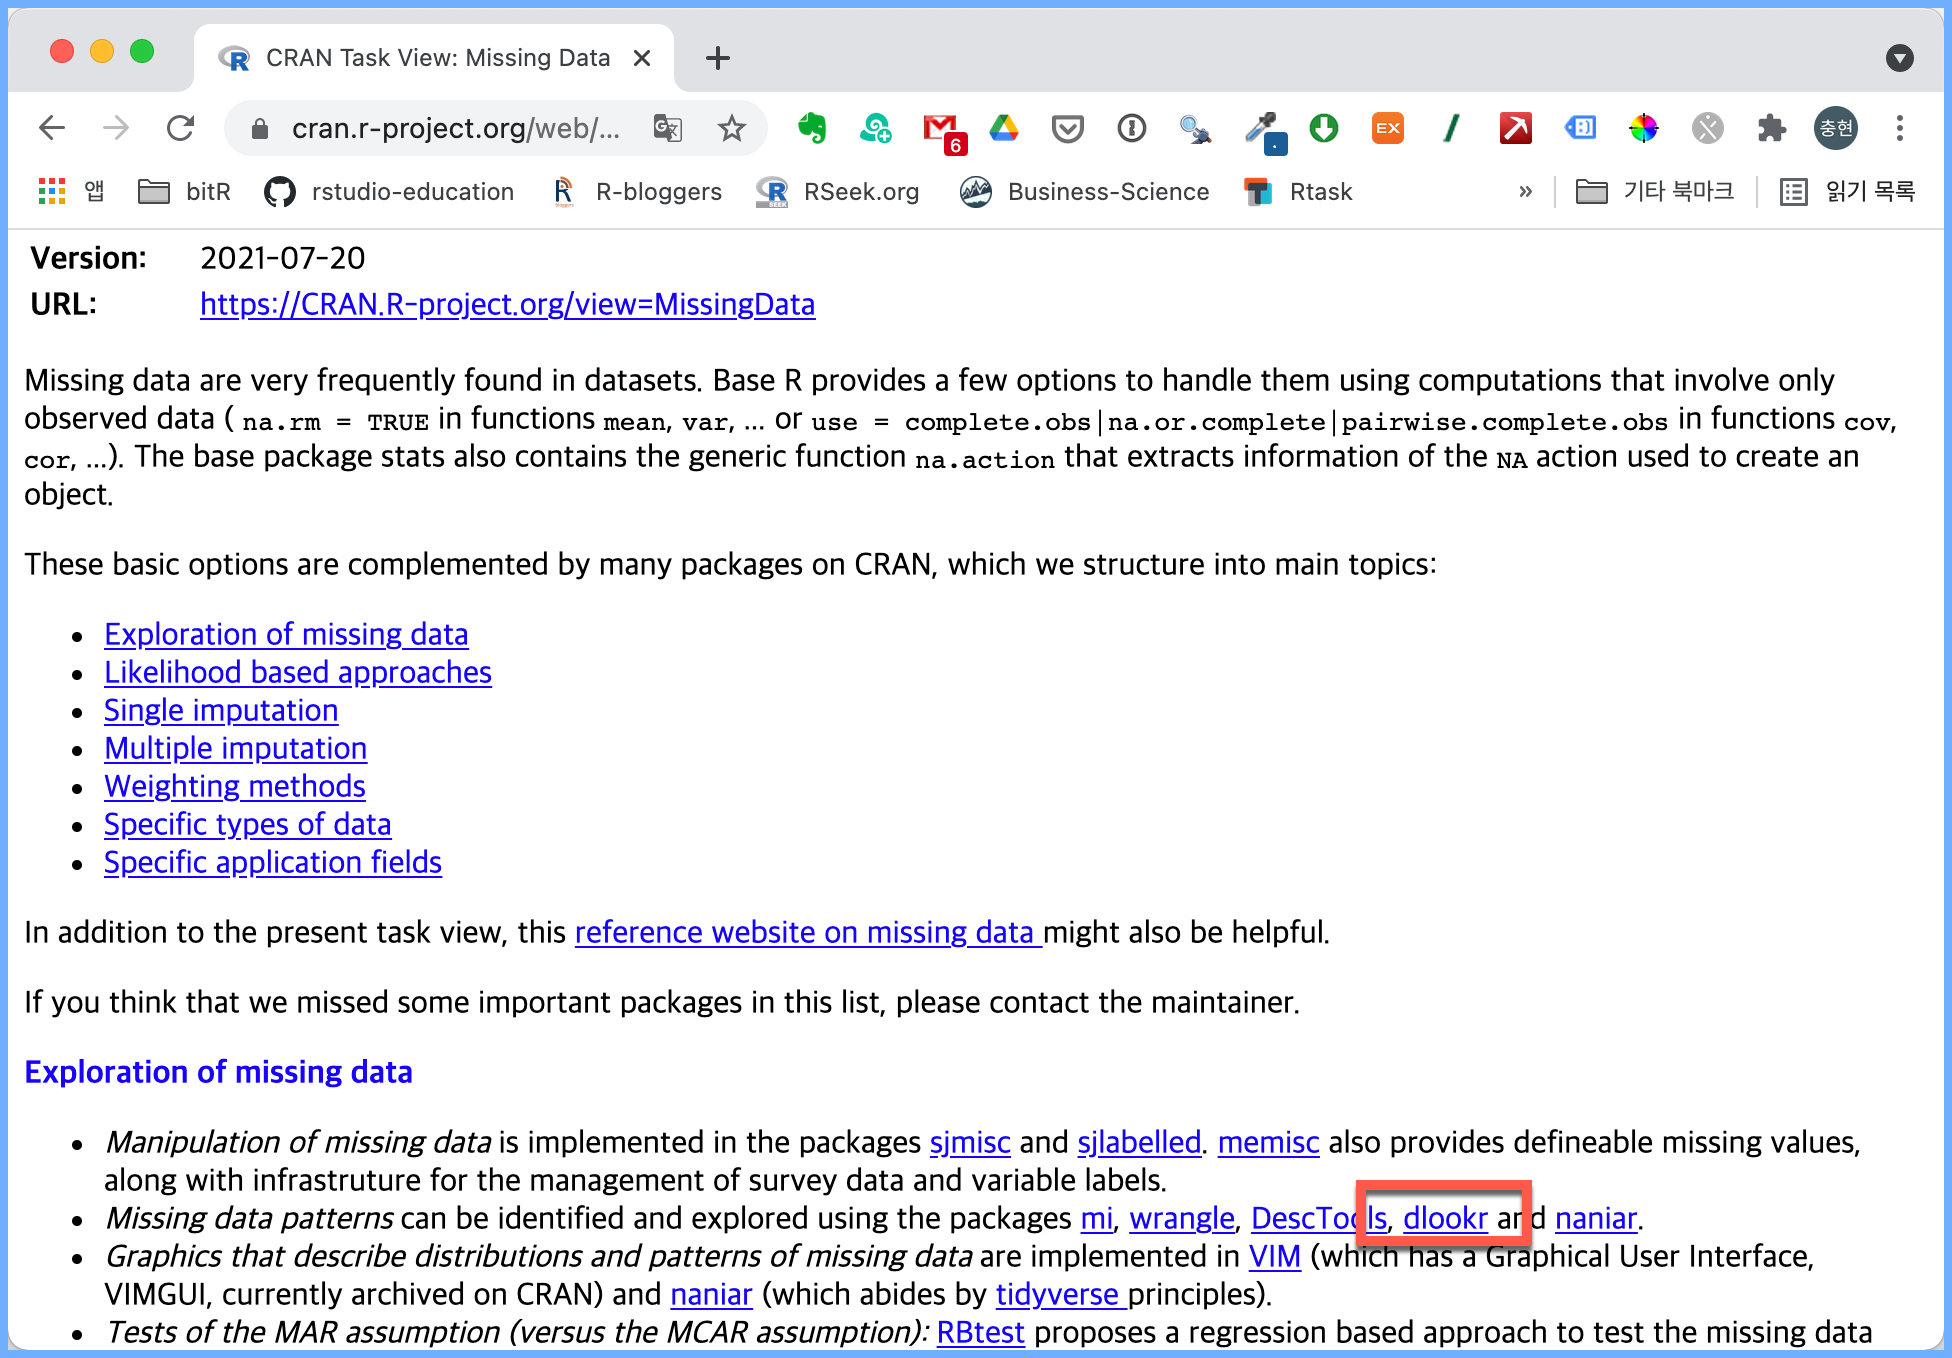 CRAN Task View: Missing Data
cran.r-project.org/web/...
6
EX
충현
앱
bitR
rstudio-education
R-bloggers
RSeek.org
Business-Science
Rtask
»
기타 북마크
읽기 목록
Version: 2021-07-20
URL: https://CRAN.R-project.org/view=MissingData
Missing data are very frequently found in datasets. Base R provides a few options to handle them using computations that involve only
observed data ( na.rm = TRUE in functions mean, var, ... or use = complete.obs|na.or.complete|pairwise.complete.obs in functions cov,
cor, ...). The base package stats also contains the generic function na.action that extracts information of the NA action used to create an
object.
These basic options are complemented by many packages on CRAN, which we structure into main topics:
• Exploration of missing data
• Likelihood based approaches
• Single imputation
• Multiple imputation
• Weighting methods
• Specific types of data
• Specific application fields
In addition to the present task view, this reference website on missing data might also be helpful.
If you think that we missed some important packages in this list, please contact the maintainer.
Exploration of missing data
• Manipulation of missing data is implemented in the packages sjmisc and sjlabelled. memisc also provides defineable missing values,
along with infrastruture for the management of survey data and variable labels.
• Missing data patterns can be identified and explored using the packages mi, wrangle, DescTools, dlookr and naniar.
• Graphics that describe distributions and patterns of missing data are implemented in VIM (which has a Graphical User Interface,
VIMGUI, currently archived on CRAN) and naniar (which abides by tidyverse principles).
• Tests of the MAR assumption (versus the MCAR assumption): RBtest proposes a regression based approach to test the missing data